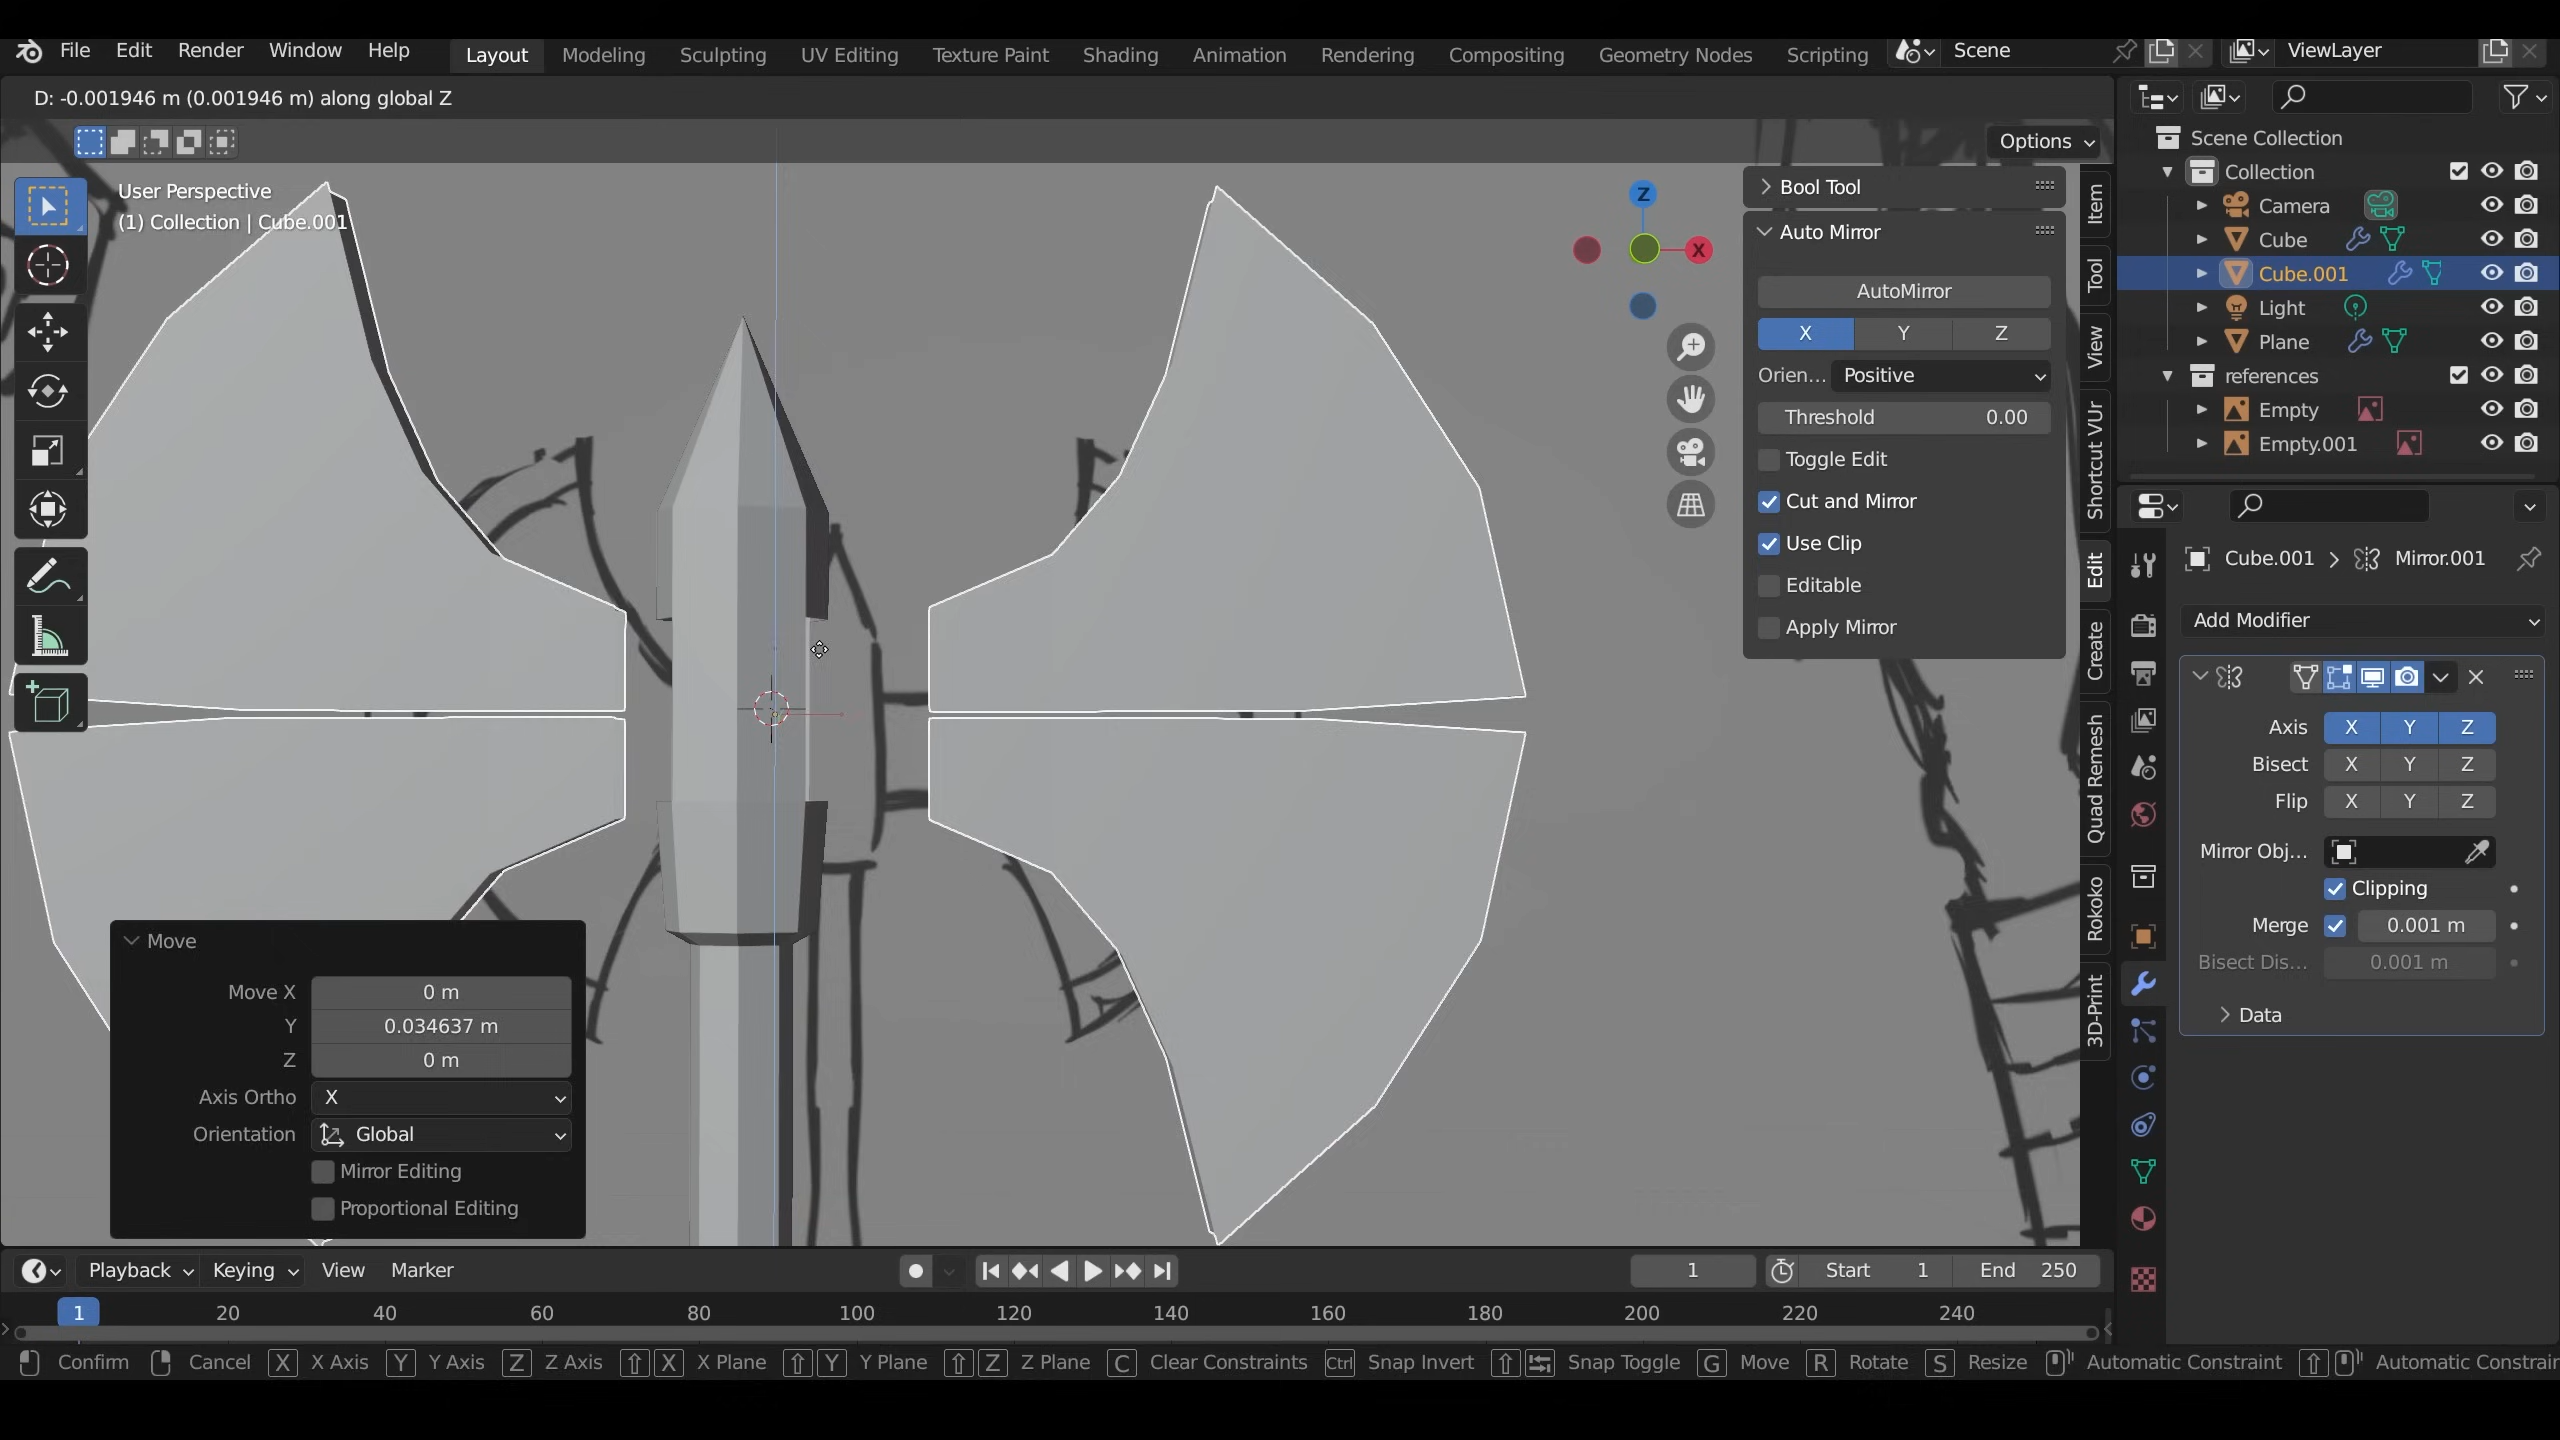 File Edit Render Window Help Layout Modeling Sculpting UV Editing Texture Paint Shading Animation Rendering Compositing Geometry Nodes Scripting Scene ViewLayer
D: -0.001946 m (0.001946 m) along global Z
Options
User Perspective
(1) Collection | Cube.001
Z
X
Bool Tool
Auto Mirror
AutoMirror
X Y Z
Orien... Positive
Threshold 0.00
Toggle Edit
Cut and Mirror
Use Clip
Editable
Apply Mirror
Item
Tool
View
Shortcut VUr
Edit
Create
Quad Remesh
Rokoko
3D-Print
Scene Collection
Collection
Camera
Cube
Cube.001
Light
Plane
references
Empty
Empty.001
Cube.001 Mirror.001
Add Modifier
Axis X Y Z
Bisect X Y Z
Flip X Y Z
Mirror Obj...
Clipping
Merge 0.001 m
Bisect Dis... 0.001 m
Data
Move
Move X 0 m
Y 0.034637 m
Z 0 m
Axis Ortho X
Orientation Global
Mirror Editing
Proportional Editing
Playback Keying View Marker 1 Start 1 End 250
1 20 40 60 80 100 120 140 160 180 200 220 240
Confirm Cancel X X Axis Y Y Axis Z Z Axis X X Plane Y Y Plane Z Z Plane C Clear Constraints Ctrl Snap Invert Snap Toggle G Move R Rotate S Resize Automatic Constraint Automatic Constrain